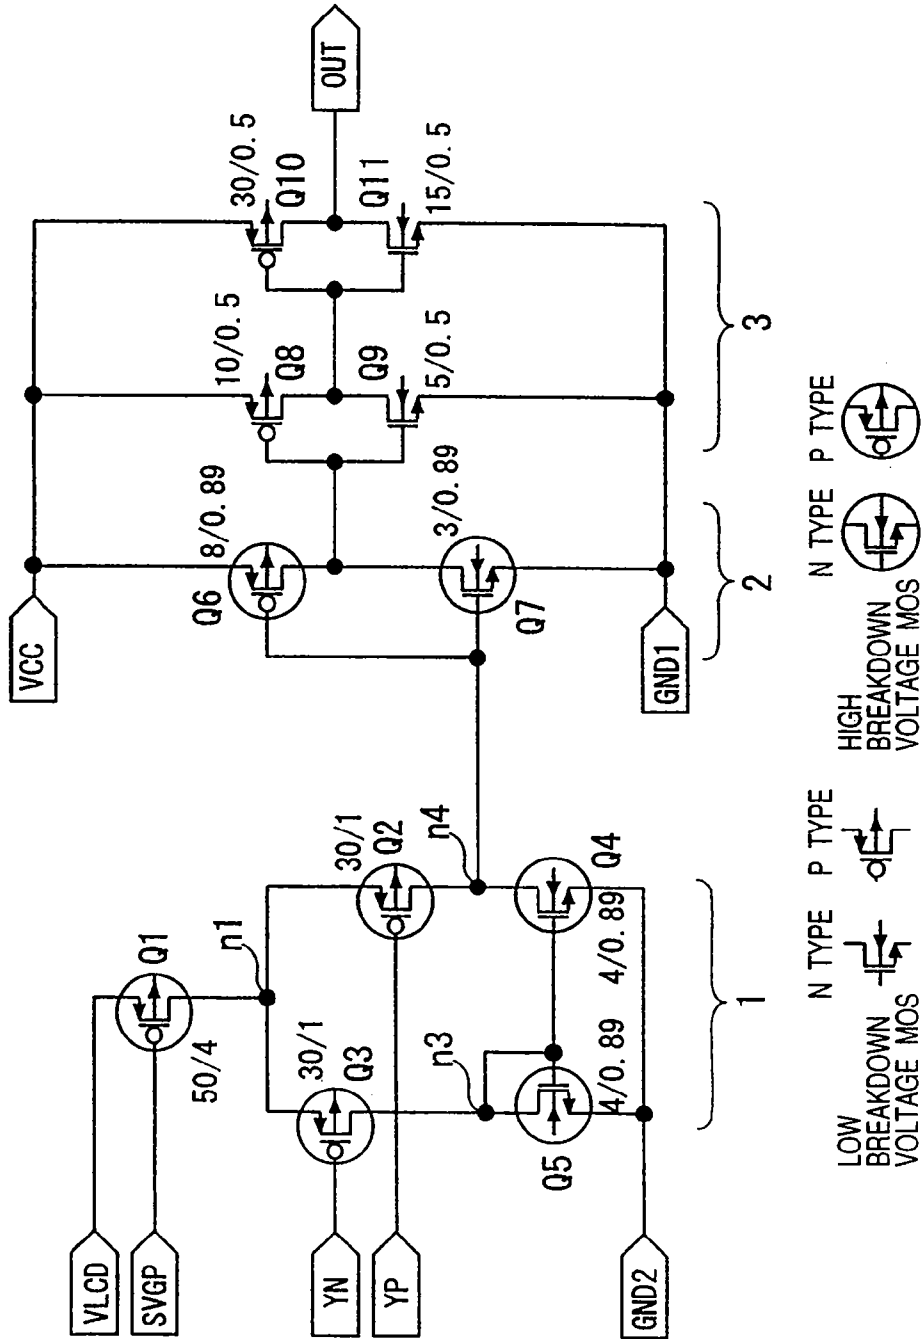 VLCD
SVGP
YN
YP
GND2
Q1
50/4
n1
30/1
Q3
30/1
Q2
n3
n4
Q5
4/0.89
Q4
4/0.89
1
VCC
GND1
Q6
8/0.89
Q7
3/0.89
2
10/0.5
Q8
Q9
5/0.5
30/0.5
Q10
Q11
15/0.5
3
OUT
LOW
BREAKDOWN
VOLTAGE MOS
N TYPE
P TYPE
HIGH
BREAKDOWN
VOLTAGE MOS
N TYPE
P TYPE